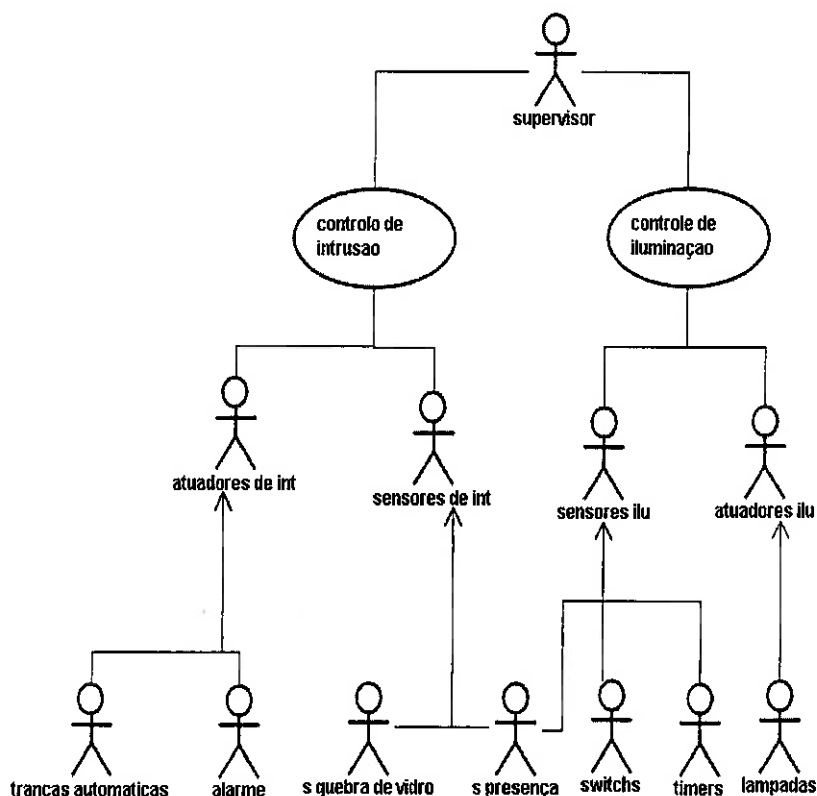 supervisor
controlo de
intrusao
controle de
iluminaçao
atuadores de int
sensores de int
sensores ilu
atuadores ilu
trancas automaticas
alarme
s quebra de vidro
s presença
switchs
timers
lampadas